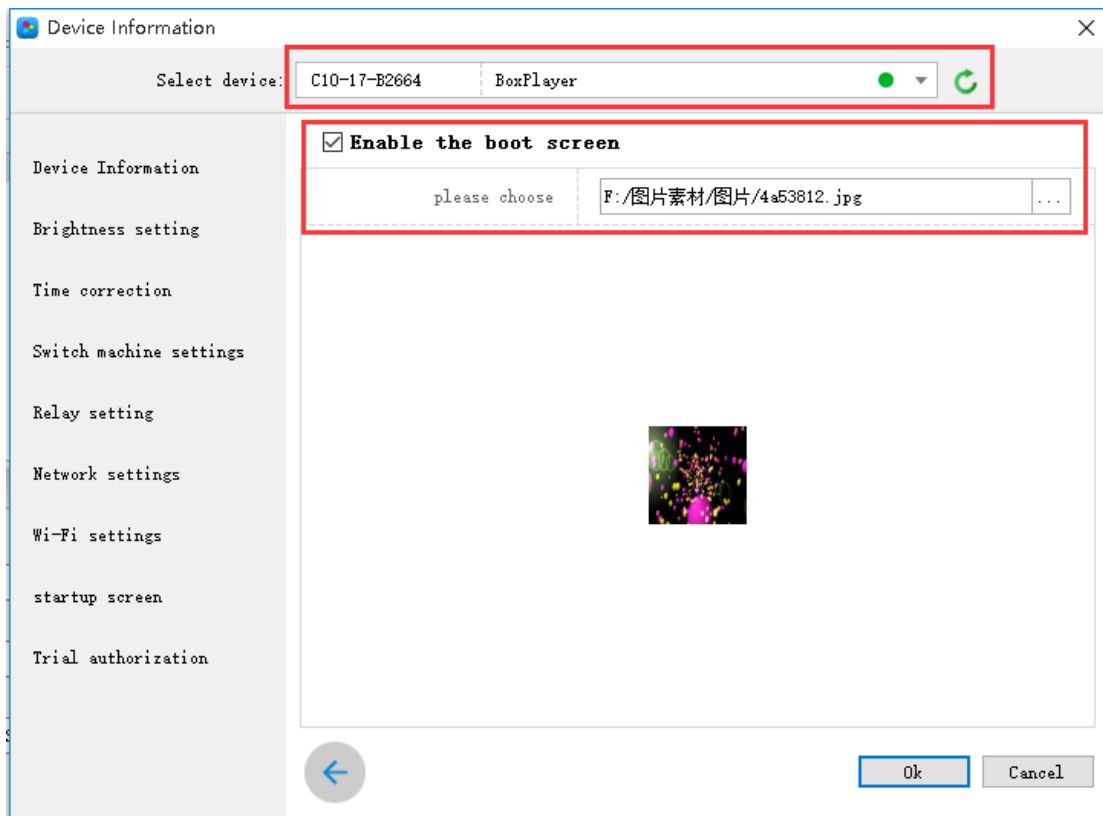 Device Information
Select device: C10-17-B2664 BoxPlayer
Enable the boot screen
please choose F:/图片素材/图片/4a53812.jpg ...
Device Information
Brightness setting
Time correction
Switch machine settings
Relay setting
Network settings
Wi-Fi settings
startup screen
Trial authorization
Ok Cancel